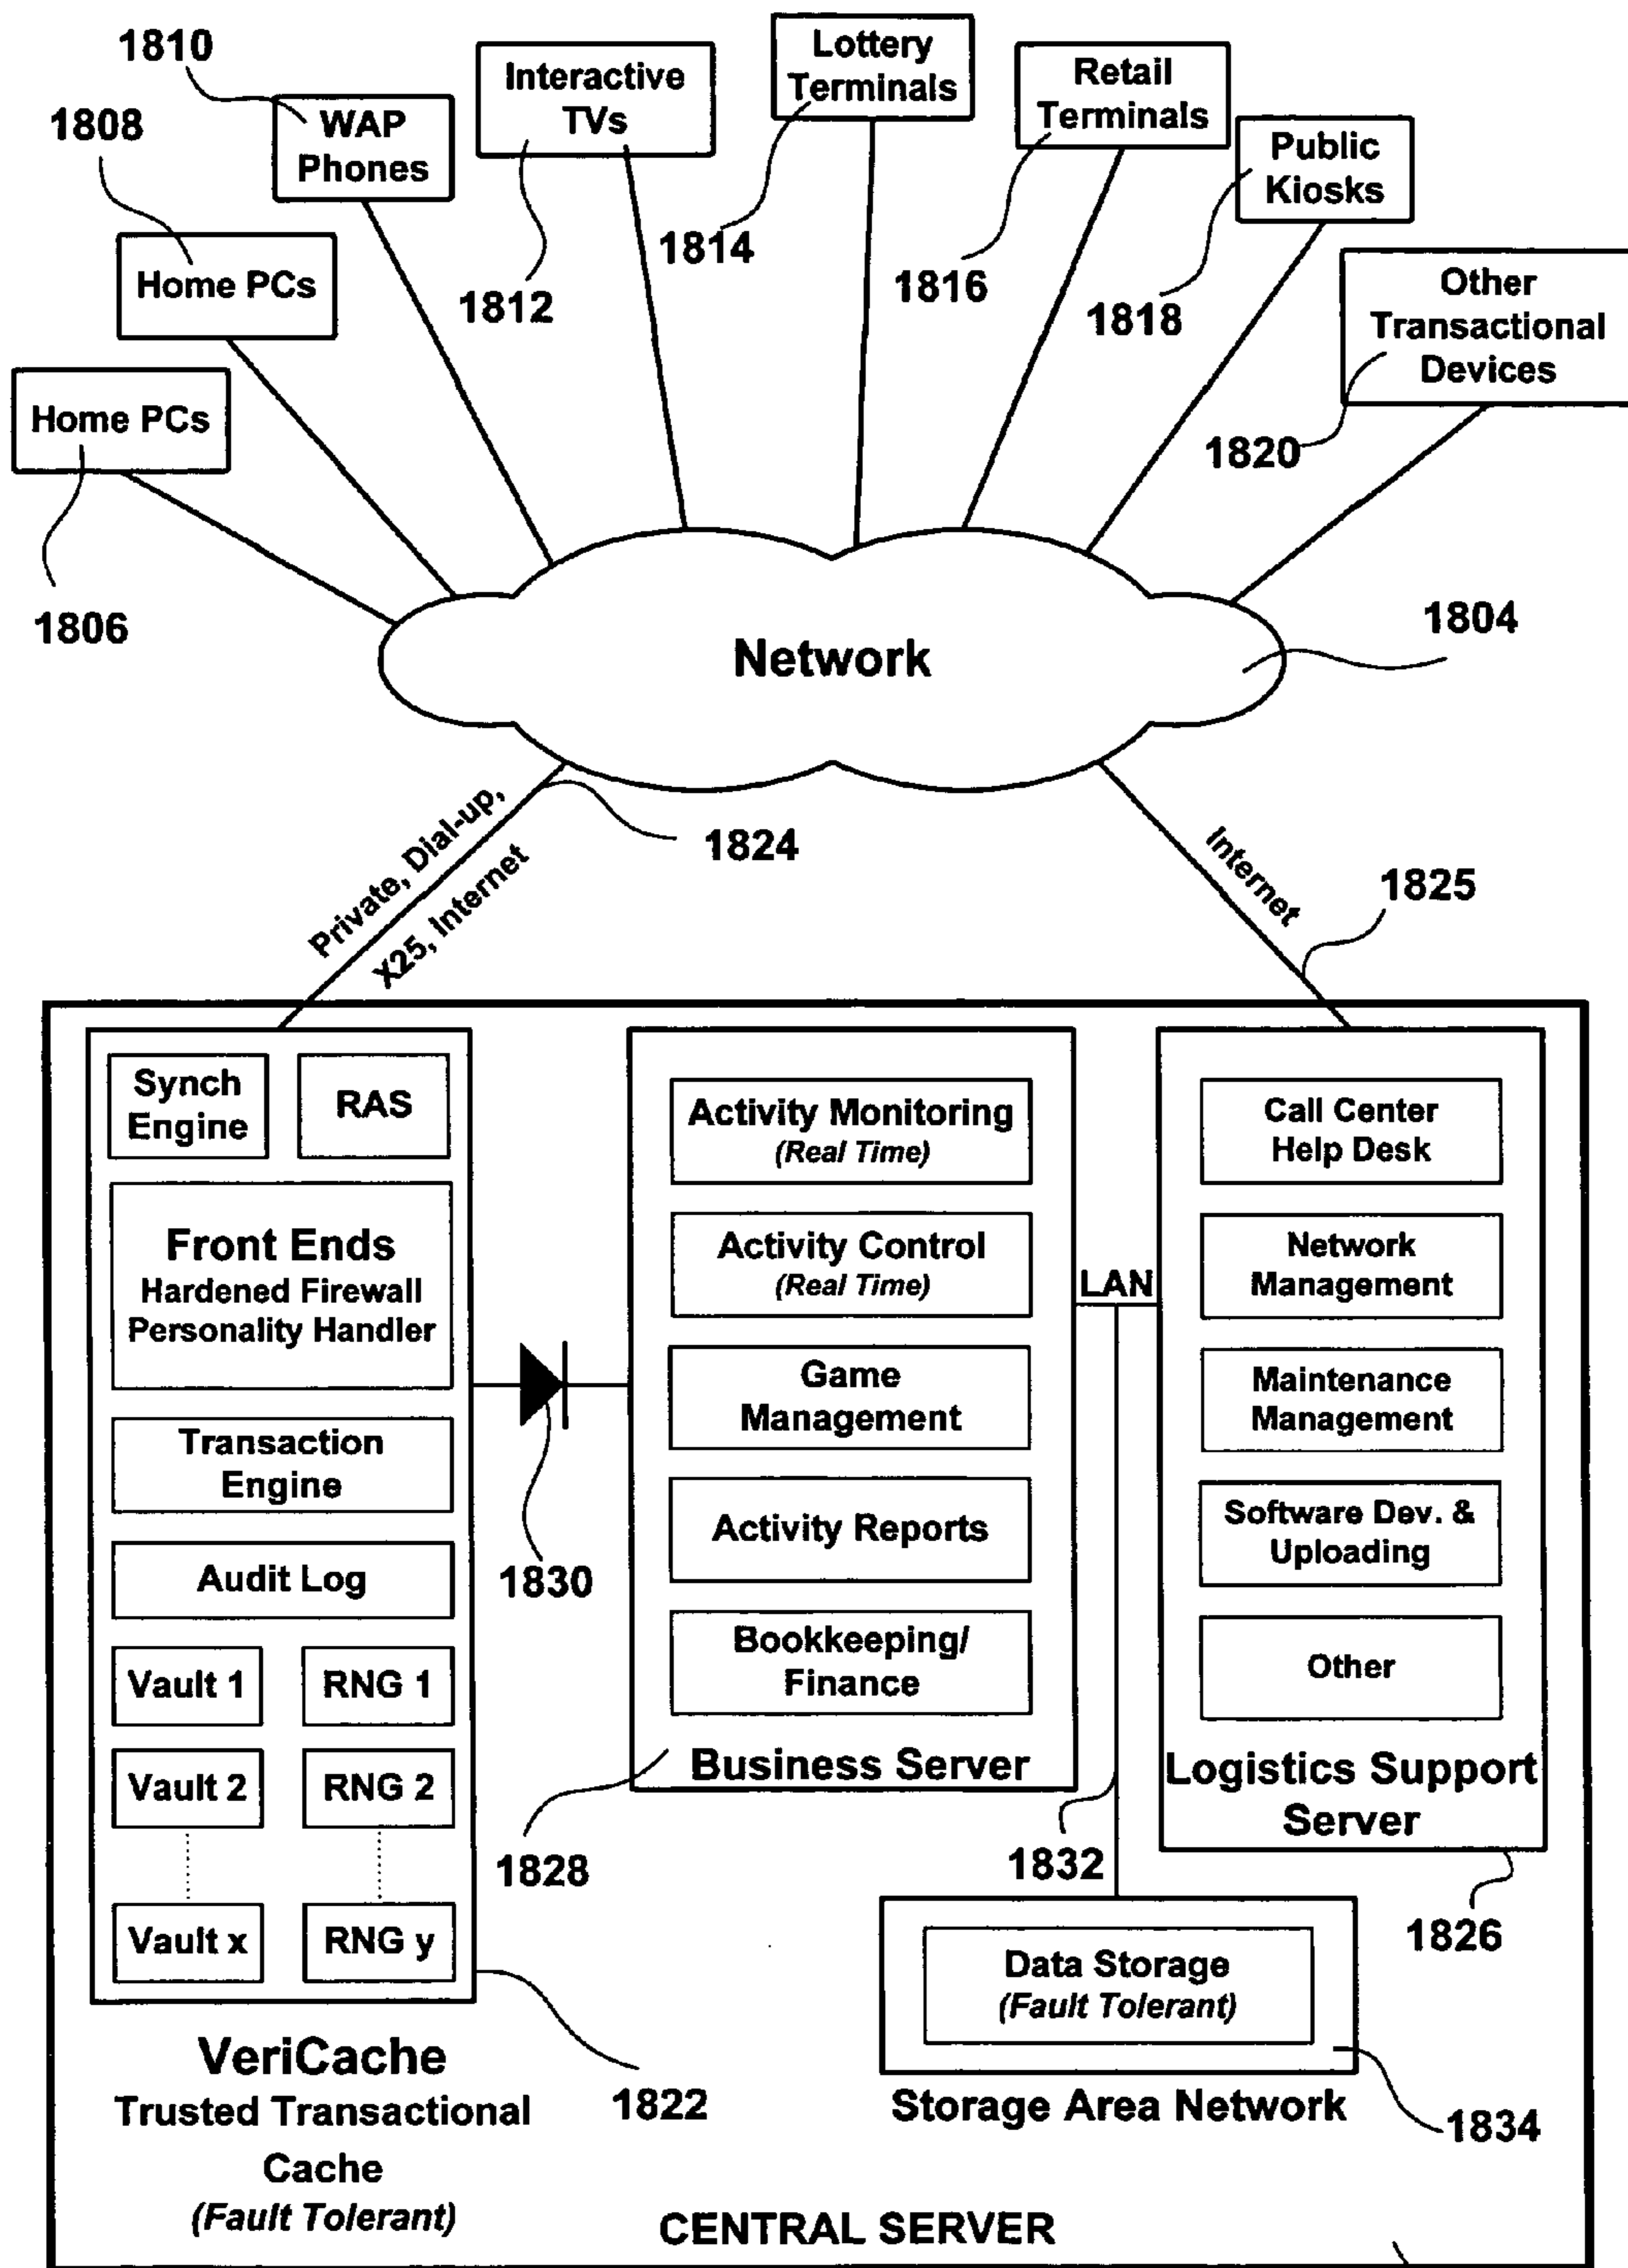 1810
Interactive
TVs
Lottery
Terminals
Retail
Terminals
1808
WAP
Phones
Public
Kiosks
1814
1816
Home PCs
1812
1818
Other
Transactional
Devices
Home PCs
1820
1806
1804
Network
Private, Dial-up,
X25, Internet
1824
Internet
1825
Synch
Engine
RAS
Front Ends
Hardened Firewall
Personality Handler
Transaction
Engine
Audit Log
Vault 1
RNG 1
Vault 2
RNG 2
Vault x
RNG y
VeriCache
Trusted Transactional
Cache
(Fault Tolerant)
1822
1830
Activity Monitoring
(Real Time)
Activity Control
(Real Time)
Game
Management
Activity Reports
Bookkeeping/
Finance
Business Server
1828
LAN
1832
Call Center
Help Desk
Network
Management
Maintenance
Management
Software Dev. &
Uploading
Other
Logistics Support
Server
1826
Data Storage
(Fault Tolerant)
Storage Area Network
1834
CENTRAL SERVER